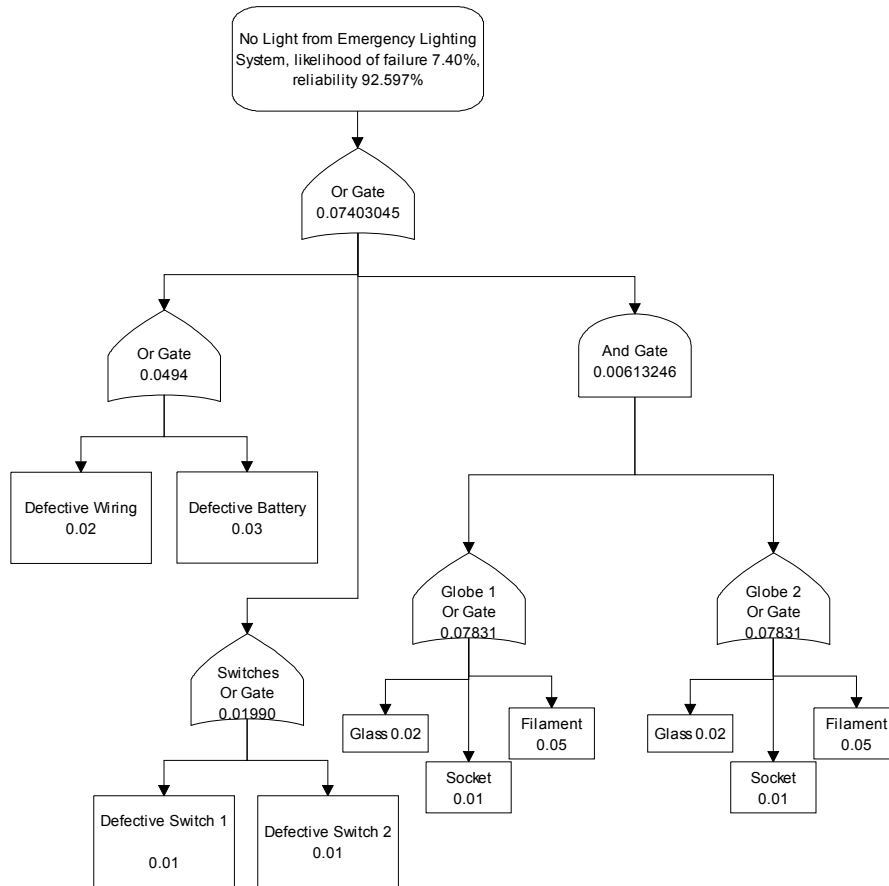 No Light from Emergency Lighting
System, likelihood of failure 7.40%,
reliability 92.597%
Or Gate
0.07403045
Or Gate
0.0494
And Gate
0.00613246
Defective Wiring
0.02
Defective Battery
0.03
Globe 1
Or Gate
0.07831
Globe 2
Or Gate
0.07831
Switches
Or Gate
0.01990
Glass 0.02
Filament
0.05
Socket
0.01
Glass 0.02
Filament
0.05
Socket
0.01
Defective Switch 1
0.01
Defective Switch 2
0.01